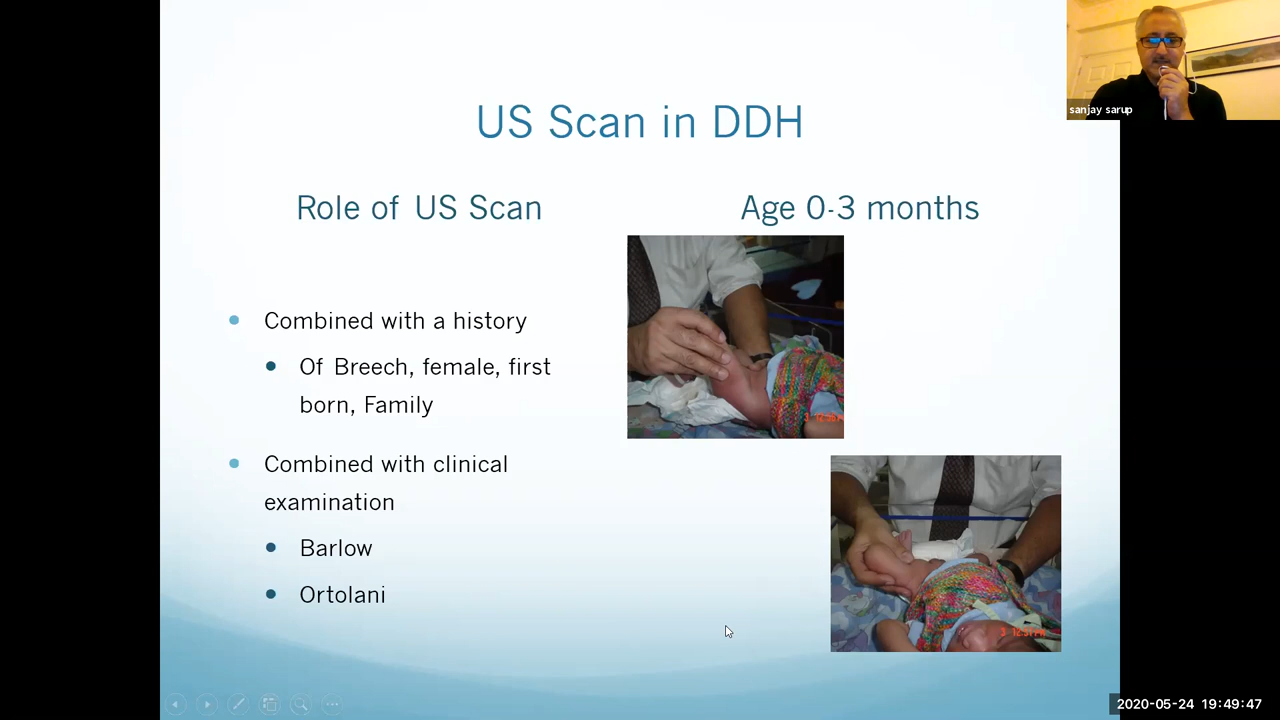 sanjay sarup
US Scan in DDH
Role of US Scan
Age 0-3 months
Combined with a history
Of Breech, female, first
born, Family
Combined with clinical
examination
Barlow
Ortolani
2020-05-24 19:49:47